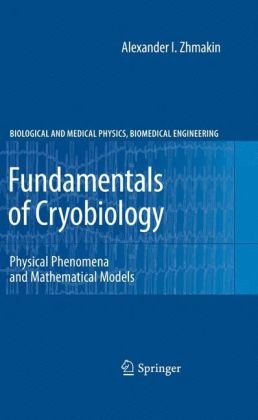 Alexander I. Zhmakin
BIOLOGICAL AND MEDICAL PHYSICS, BIOMEDICAL ENGINEERING
Fundamentals
of Cryobiology
Physical Phenomena
and Mathematical Models
Springer